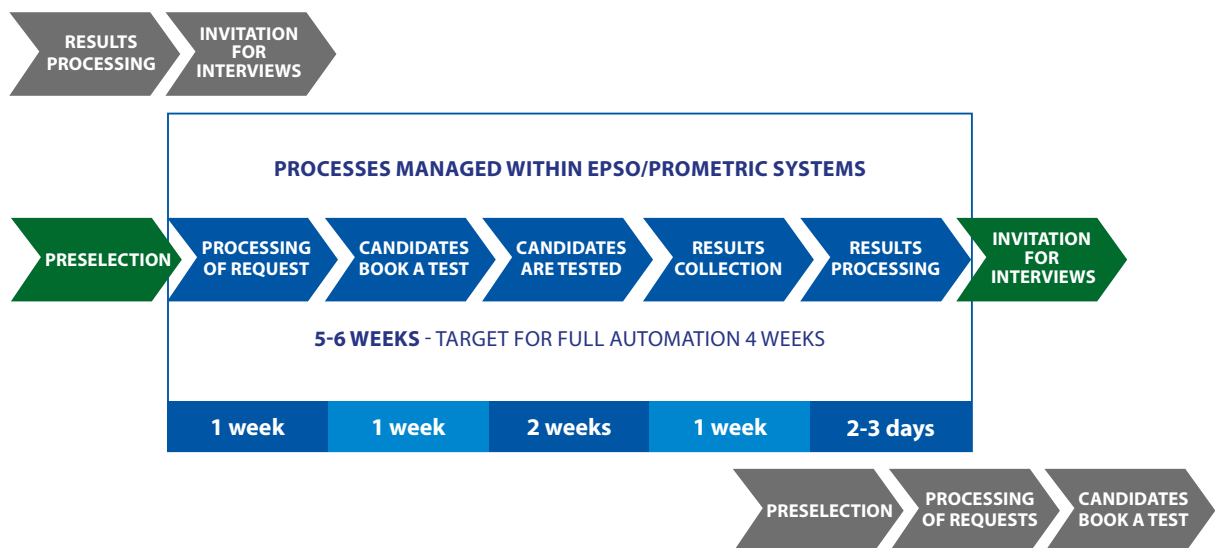 RESULTS
PROCESSING
INVITATION
FOR
INTERVIEWS
PROCESSES MANAGED WITHIN EPSO/PROMETRIC SYSTEMS
PRESELECTION
PROCESSING
OF REQUEST
CANDIDATES
BOOK A TEST
CANDIDATES
ARE TESTED
RESULTS
COLLECTION
RESULTS
PROCESSING
INVITATION
FOR
INTERVIEWS
5-6 WEEKS - TARGET FOR FULL AUTOMATION 4 WEEKS
1 week
1 week
2 weeks
1 week
2-3 days
PRESELECTION
PROCESSING
OF REQUESTS
CANDIDATES
BOOK A TEST